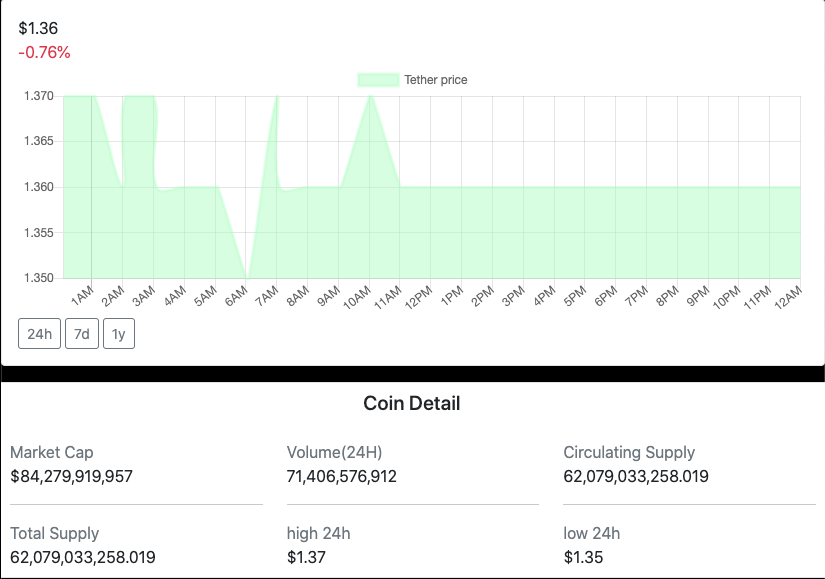 $1.36
-0.76%
Tether price
1.370
1.365
1.360
1.355
1.350
1AM 2AM 3AM 4AM 5AM 6AM 7AM 8AM 9AM 10AM 11AM 12PM 1PM 2PM 3PM 4PM 5PM 6PM 7PM 8PM 9PM 10PM 11PM 12AM
24h 7d 1y
Coin Detail
Market Cap Volume(24H) Circulating Supply
$84,279,919,957 71,406,576,912 62,079,033,258.019
Total Supply high 24h low 24h
62,079,033,258.019 $1.37 $1.35